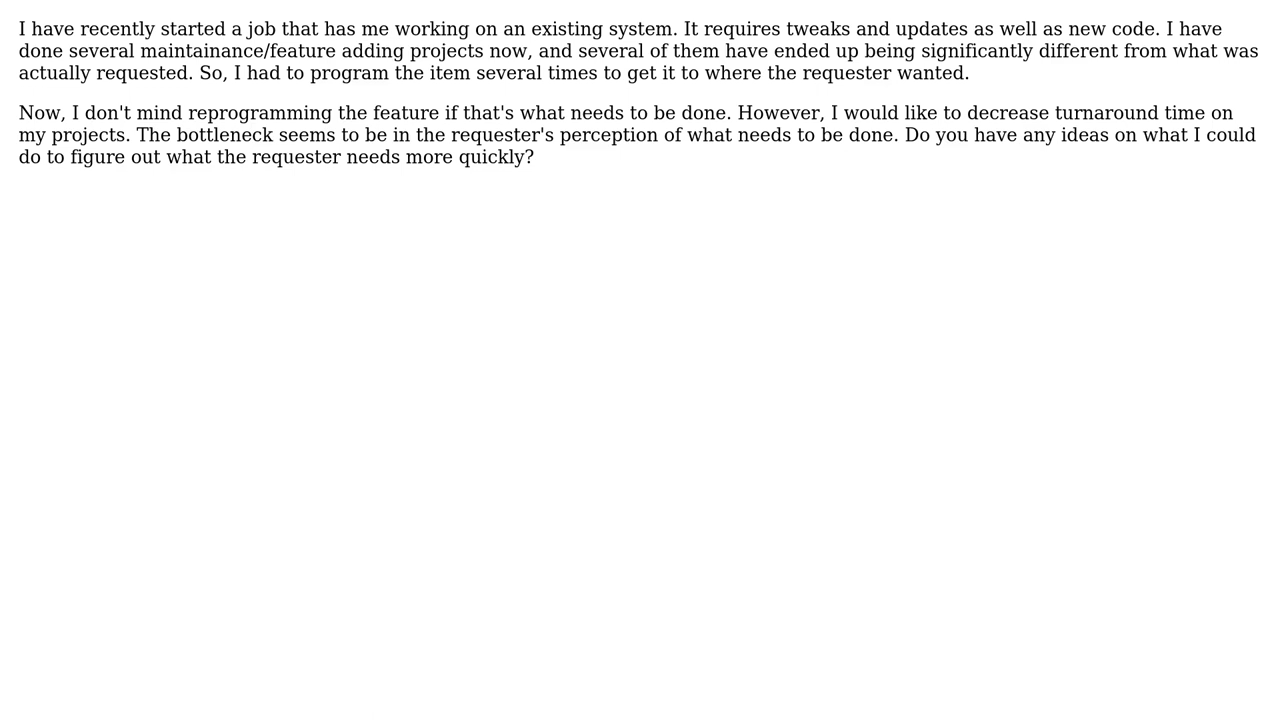 I have recently started a job that has me working on an existing system. It requires tweaks and updates as well as new code. I have
done several maintainance/feature adding projects now, and several of them have ended up being significantly different from what was
actually requested. So, I had to program the item several times to get it to where the requester wanted.
Now, I don't mind reprogramming the feature if that's what needs to be done. However, I would like to decrease turnaround time on
my projects. The bottleneck seems to be in the requester's perception of what needs to be done. Do you have any ideas on what I could
do to figure out what the requester needs more quickly?